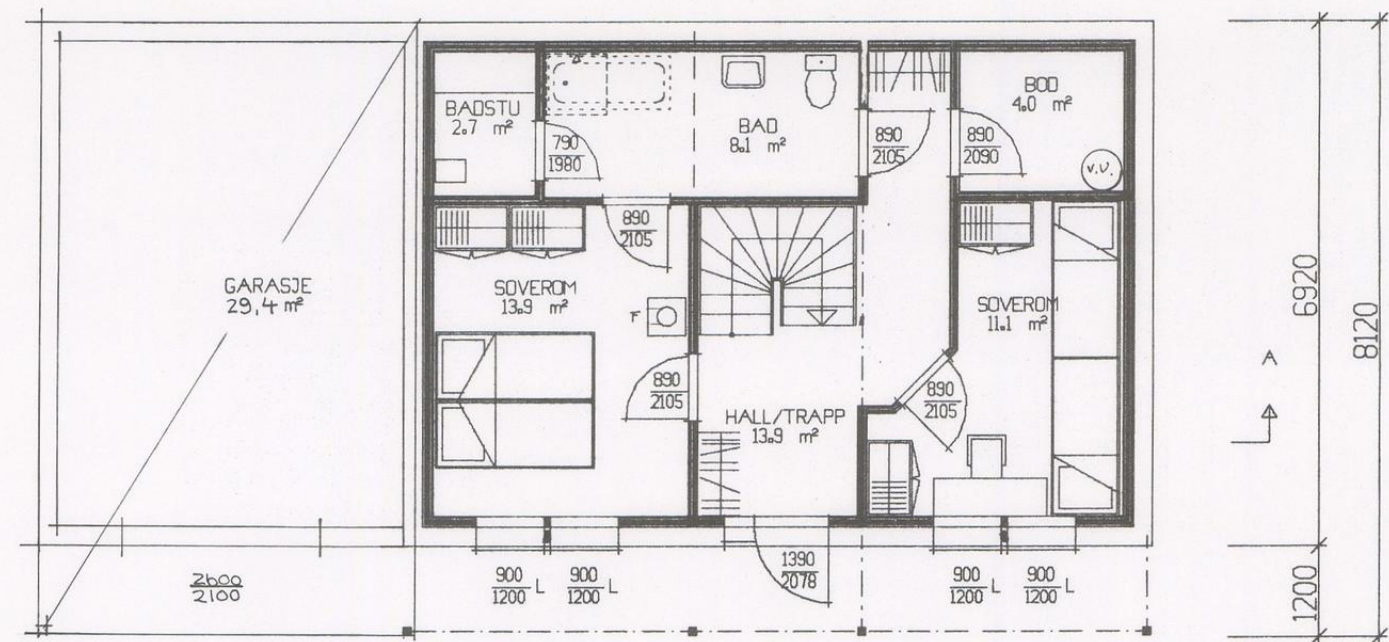 BADSTU
2.7 m²
790
1980
BAD
8.1 m²
890
2105
890
2090
BOD
4.0 m²
V.V.
890
2105
GARASJE
29,4 m²
SOVEROM
13.9 m²
F
890
2105
HALL/TRAPP
13.9 m²
SOVEROM
11.1 m²
890
2105
A
6920
8120
1200
2600
2100
900
1200 L
900
1200 L
1390
2078
900
1200 L
900
1200 L